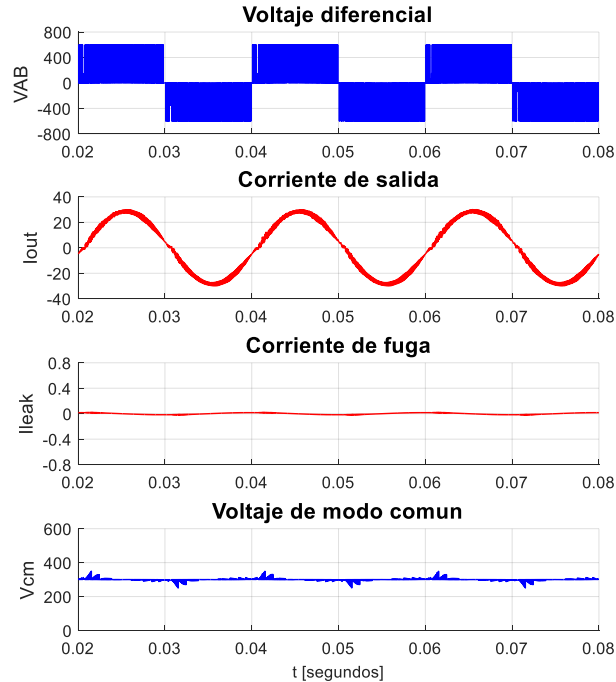 Voltaje diferencial
VAB
800
400
0
-400
-800
0.02 0.03 0.04 0.05 0.06 0.07 0.08
Corriente de salida
Iout
40
20
0
-20
-40
0.02 0.03 0.04 0.05 0.06 0.07 0.08
Corriente de fuga
Ileak
0.8
0.4
0
-0.4
-0.8
0.02 0.03 0.04 0.05 0.06 0.07 0.08
Voltaje de modo comun
Vcm
600
400
200
0
0.02 0.03 0.04 0.05 0.06 0.07 0.08
t [segundos]